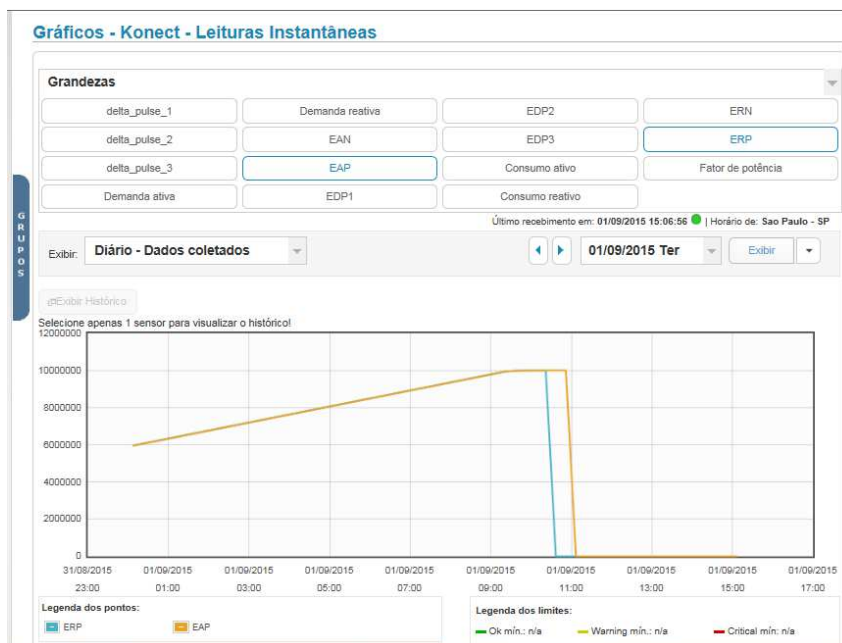 Gráficos - Konect - Leituras Instantâneas
Grandezas
delta_pulse_1 Demanda reativa EDP2 ERN
delta_pulse_2 EAN EDP3 ERP
delta_pulse_3 EAP Consumo ativo Fator de potência
Demanda ativa EDP1 Consumo reativo
GRUPOS
Último recebimento em: 01/09/2015 15:06:56 | Horário de: Sao Paulo - SP
Exibir: Diário - Dados coletados 01/09/2015 Ter Exibir
Exibir Histórico
Selecione apenas 1 sensor para visualizar o histórico!
12000000
10000000
8000000
6000000
4000000
2000000
0
31/08/2015 01/09/2015 01/09/2015 01/09/2015 01/09/2015 01/09/2015 01/09/2015 01/09/2015 01/09/2015 01/09/2015
23:00 01:00 03:00 05:00 07:00 09:00 11:00 13:00 15:00 17:00
Legenda dos pontos: Legenda dos limites:
ERP EAP Ok mín.: n/a Warning mín.: n/a Critical mín: n/a